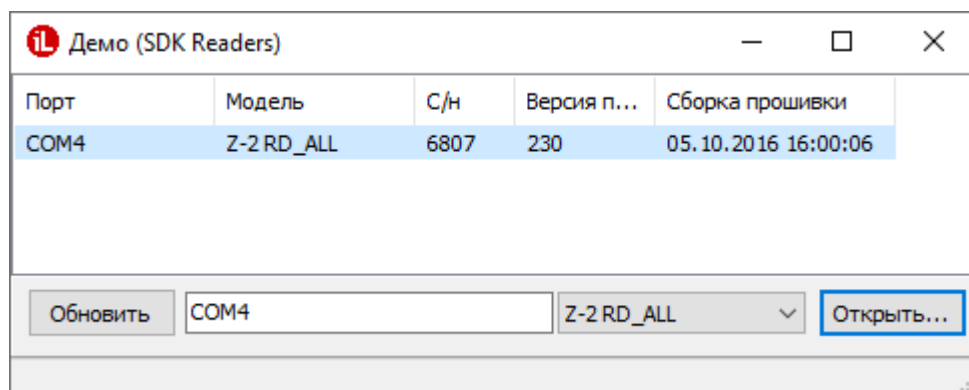 iL Демо (SDK Readers)
Порт Модель С/н Версия п... Сборка прошивки
COM4 Z-2 RD_ALL 6807 230 05.10.2016 16:00:06
Обновить COM4 Z-2 RD_ALL Открыть...